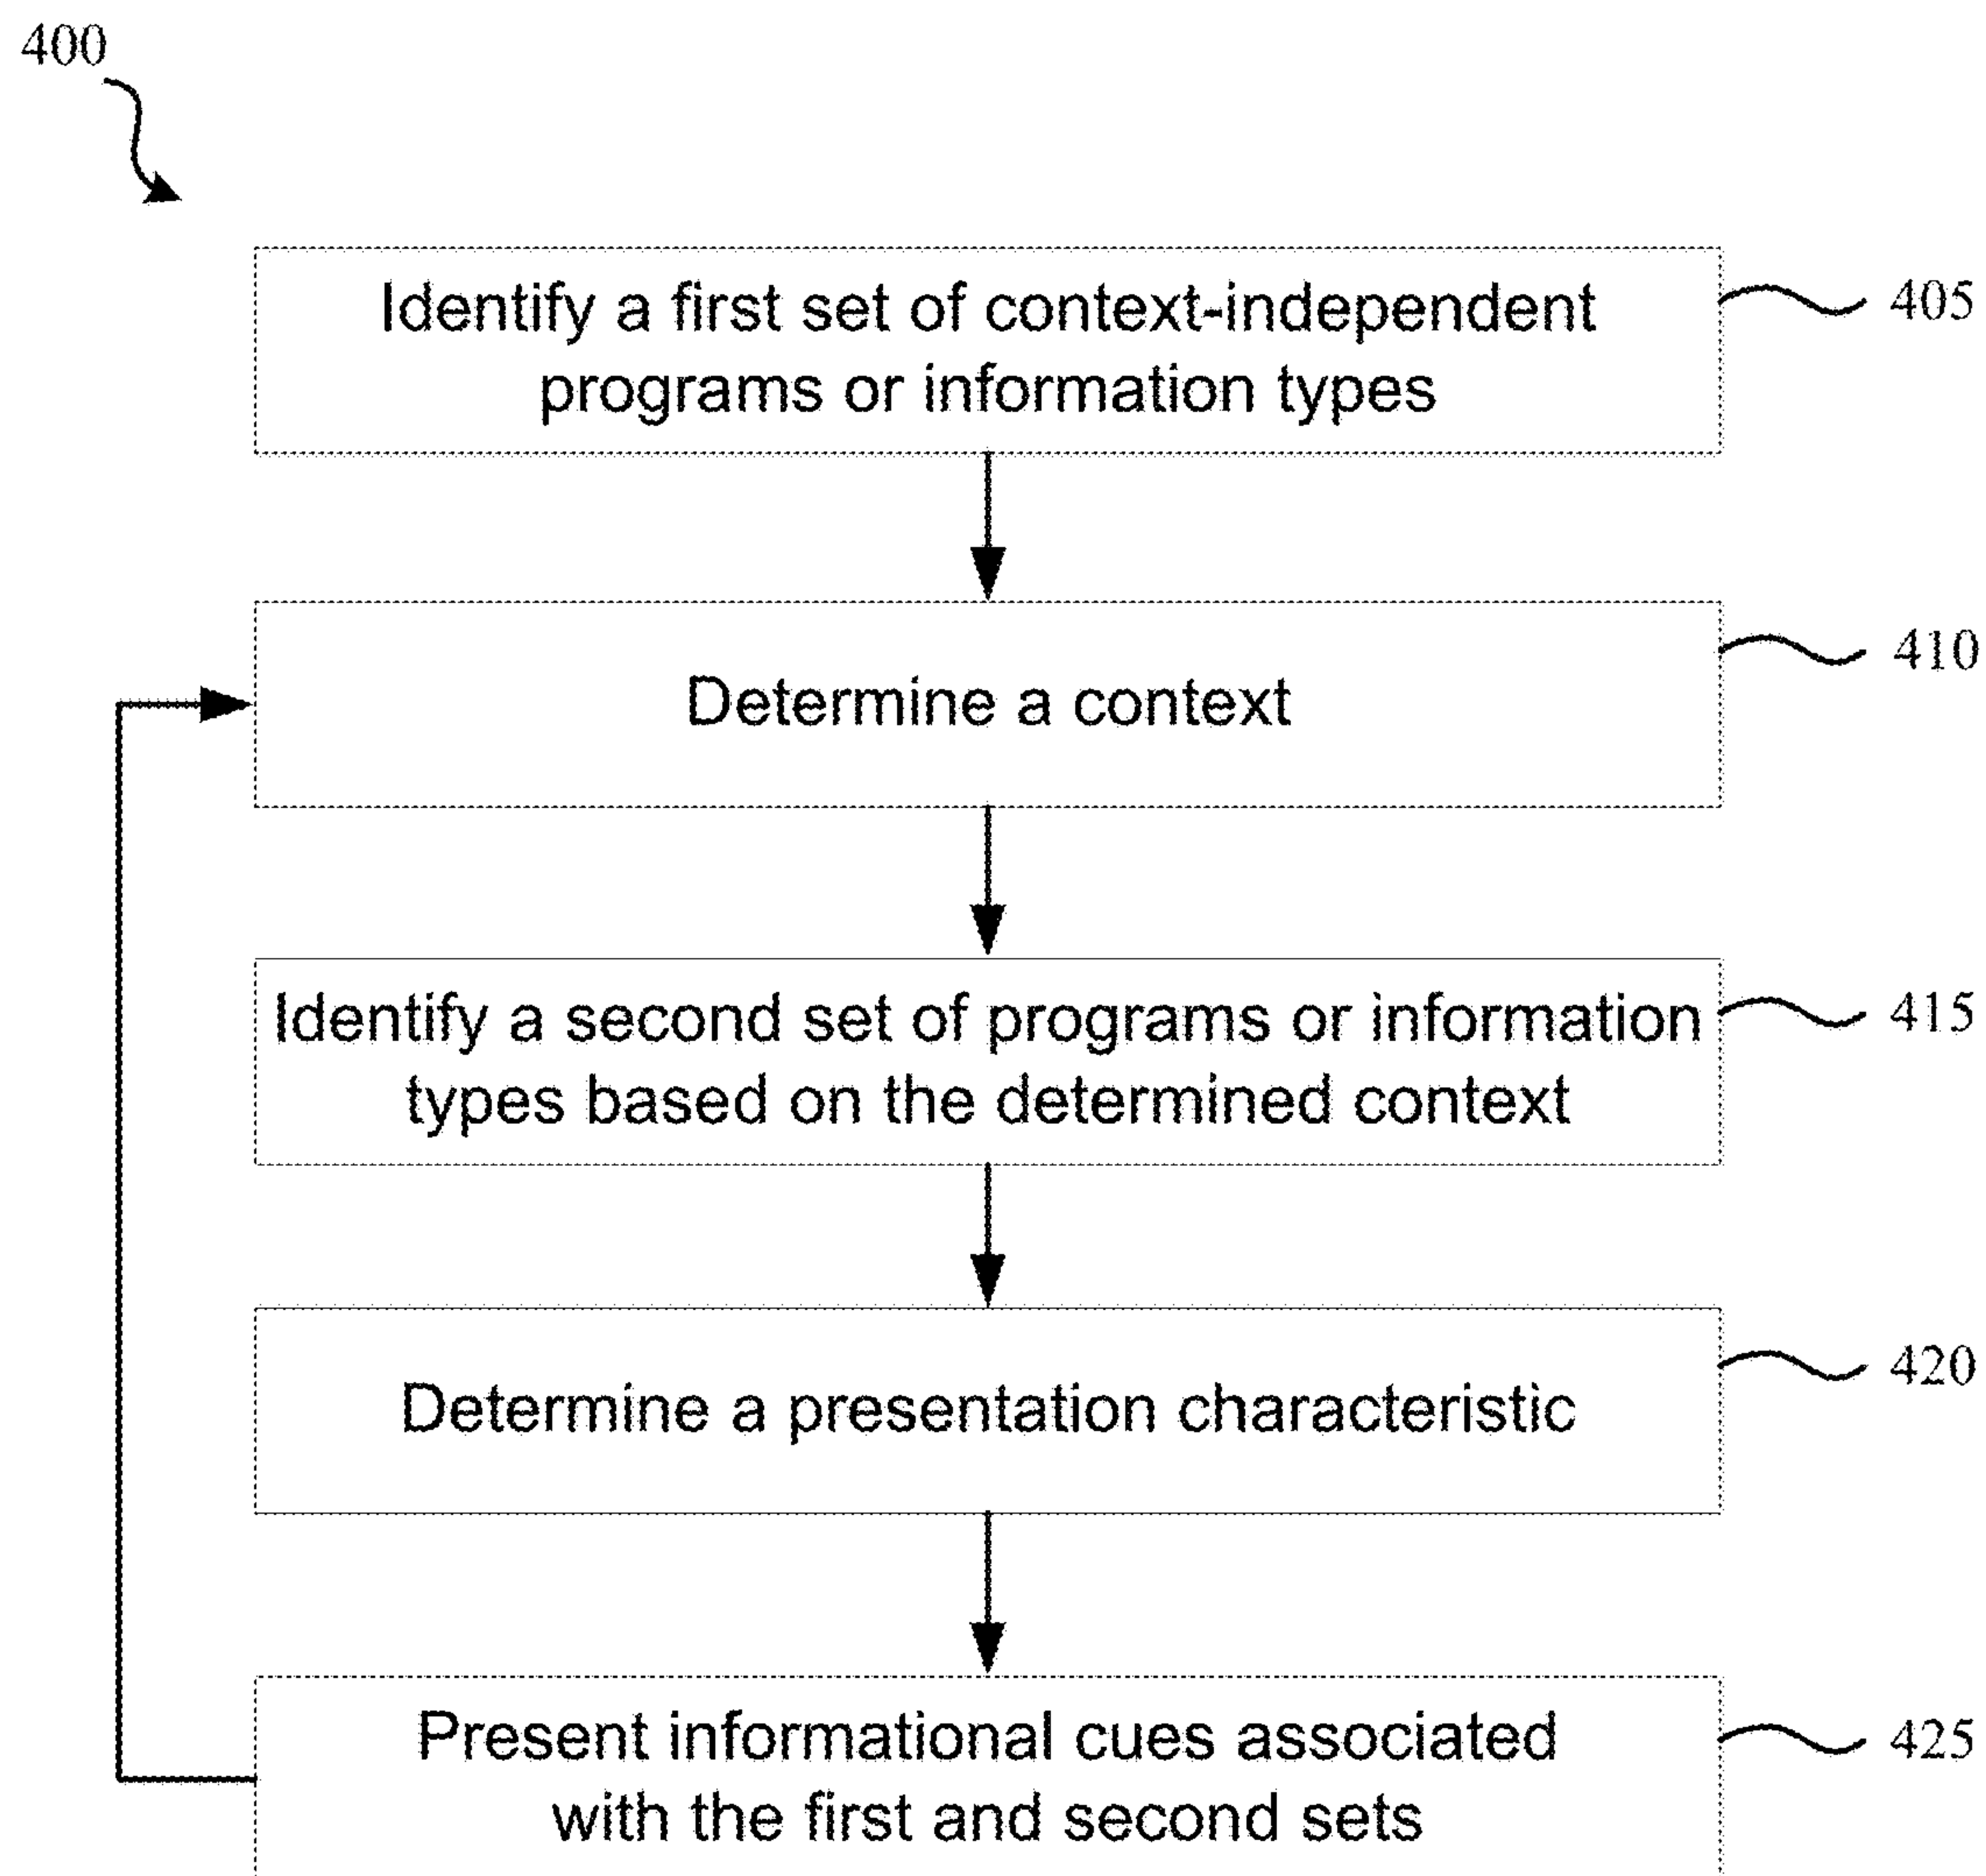 400
Identify a first set of context-independent
programs or information types
405
Determine a context
410
Identify a second set of programs or information
types based on the determined context
415
Determine a presentation characteristic
420
Present informational cues associated
with the first and second sets
425